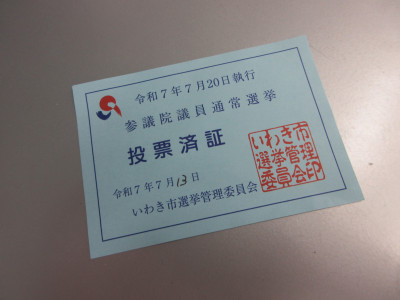 令和7年7月20日執行
参議院議員通常選挙
投票済証
令和7年7月13日
いわき市選挙管理委員会
いわき市
選挙管理
委員会印